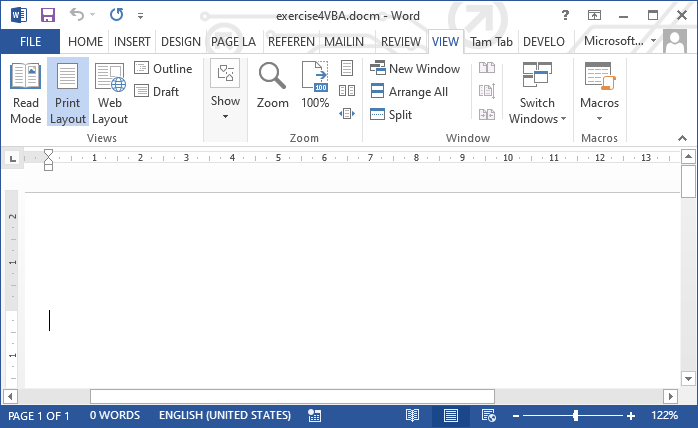 exercise4VBA.docm - Word
FILE HOME INSERT DESIGN PAGE LA REFEREN MAILIN REVIEW VIEW Tam Tab DEVELO Microsoft...
Read Mode
Print Layout
Web Layout
Outline
Draft
Views
Show
Zoom
100
100%
Zoom
New Window
Arrange All
Split
Switch Windows
Window
Macros
Macros
L
1 2 3 4 5 6 7 8 9 10 11 12 13
2
1
1
PAGE 1 OF 1 0 WORDS ENGLISH (UNITED STATES) 122%